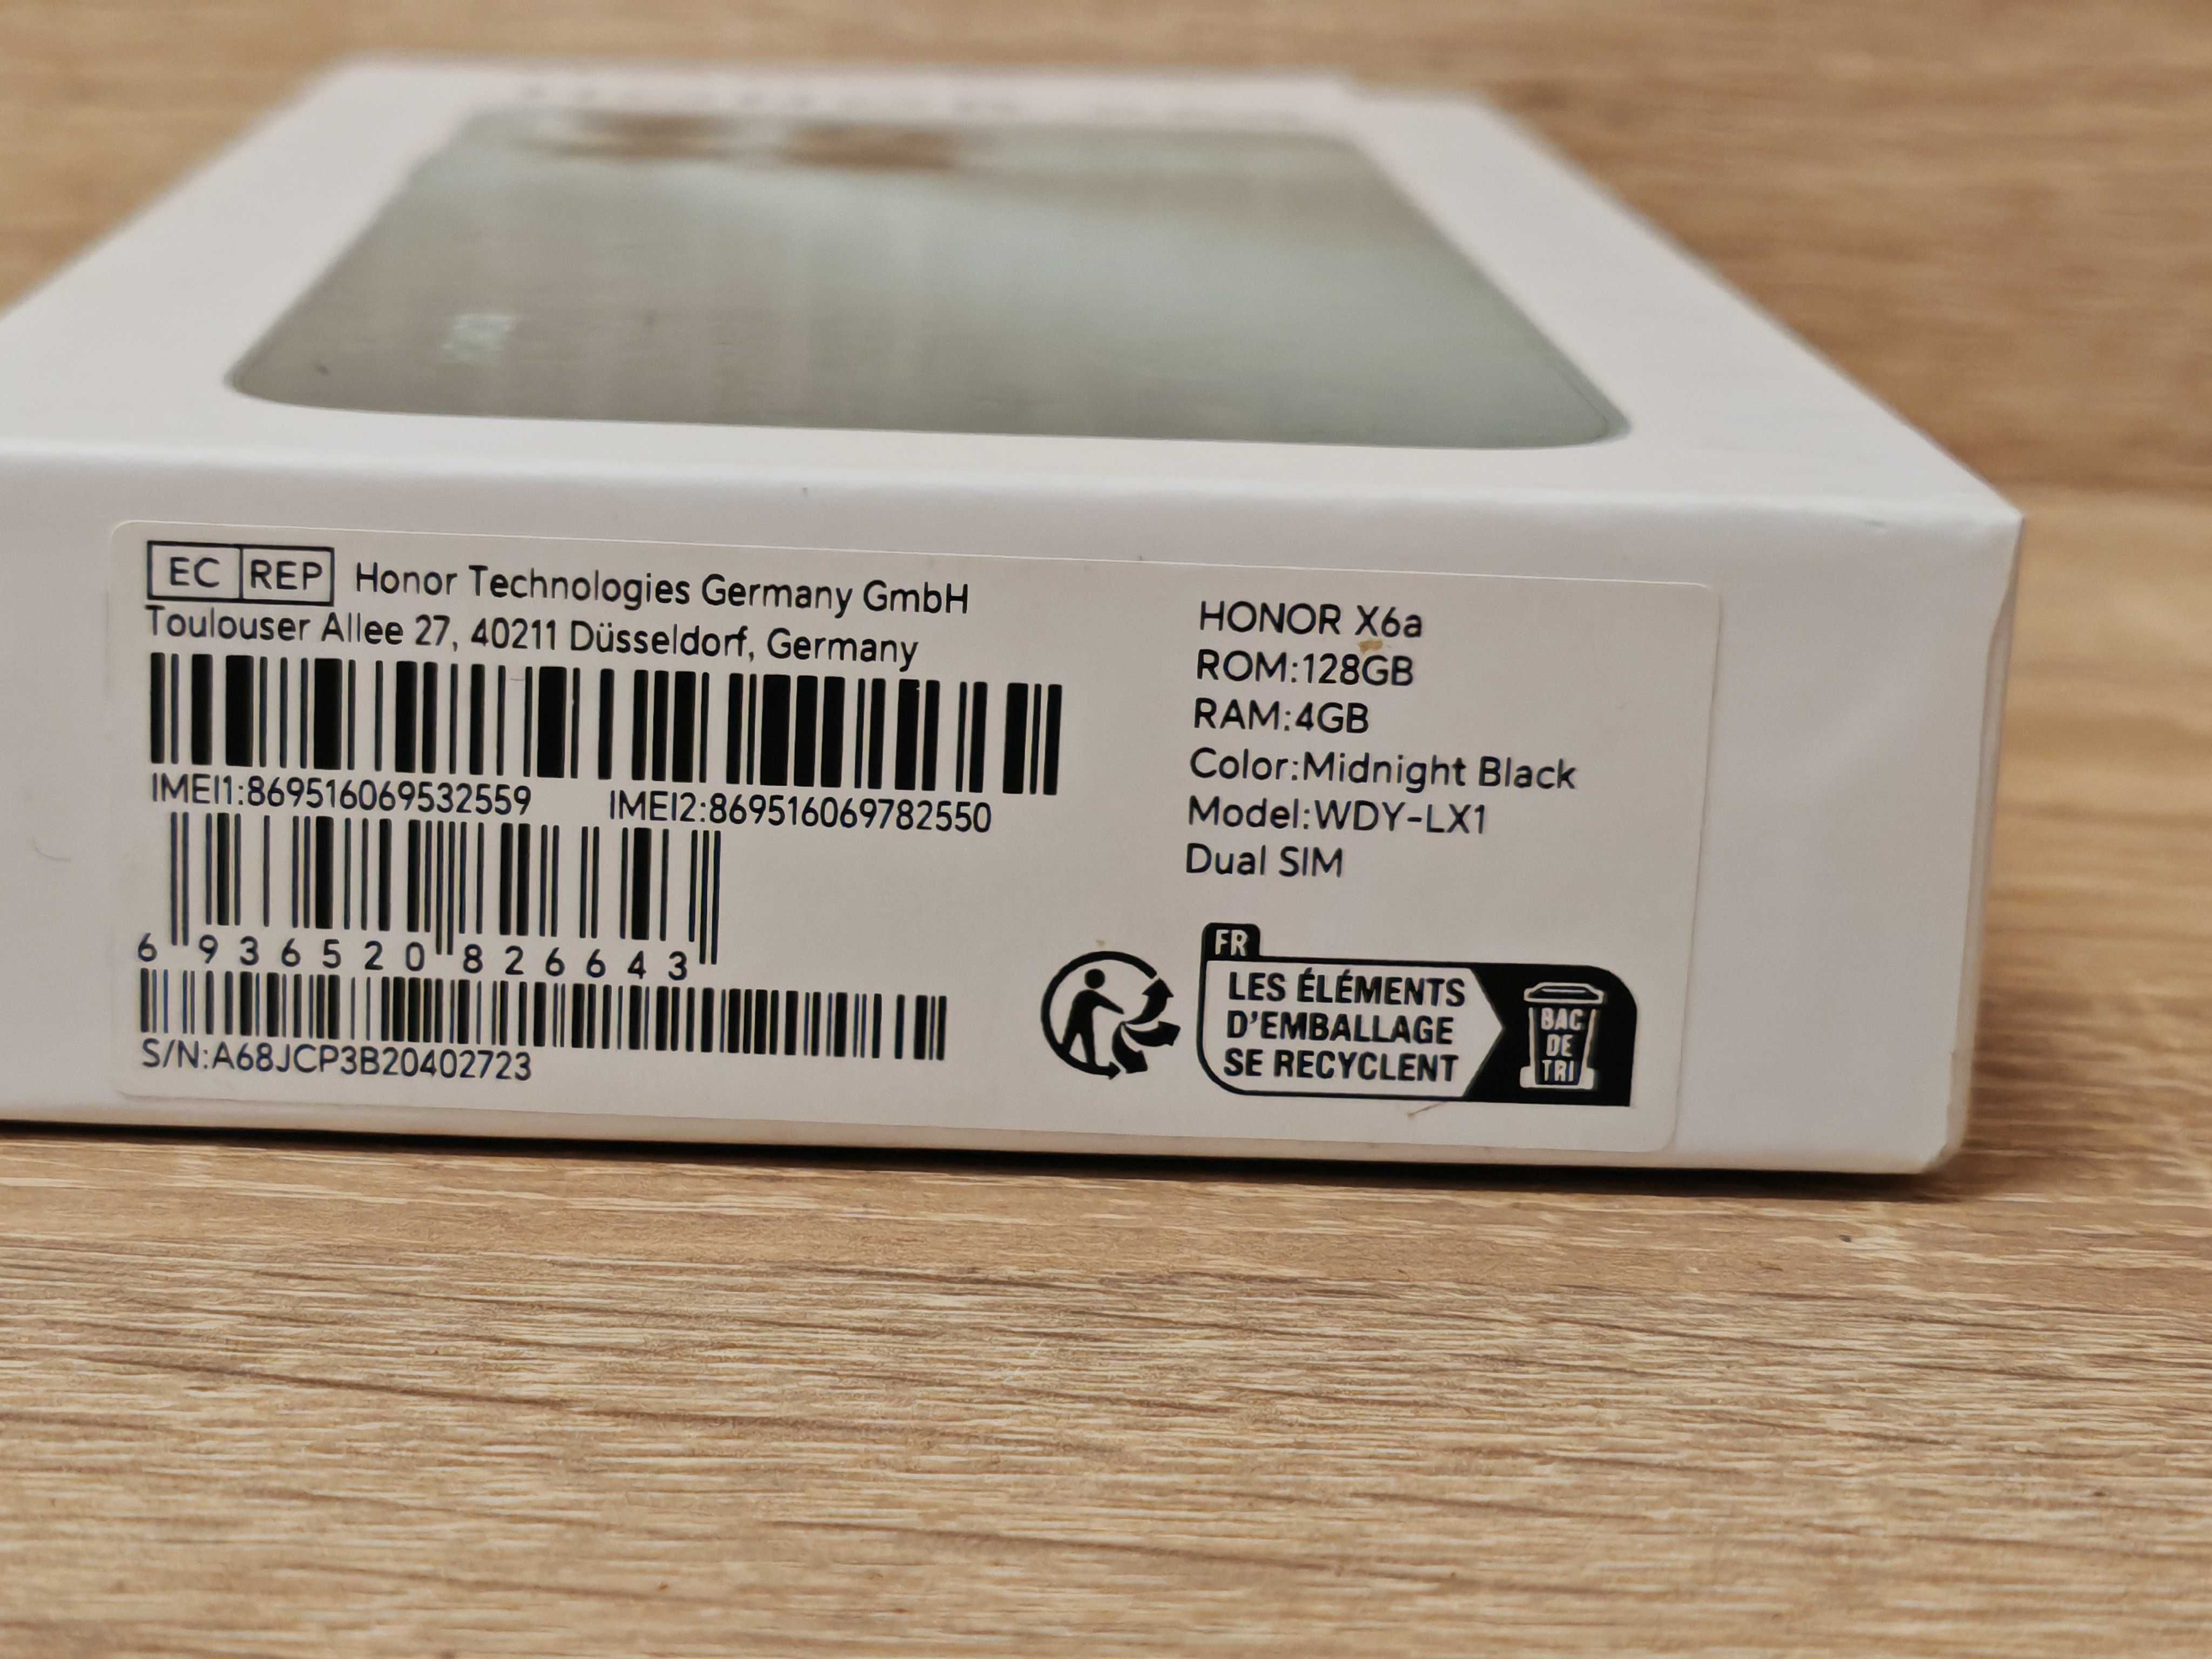 EC REP Honor Technologies Germany GmbH
Toulouser Allee 27, 40211 Düsseldorf, Germany
IMEI1:869516069532559 IMEI2:869516069782550
6 936520 826643
S/N:A68JCP3B20402723
HONOR X6a
ROM:128GB
RAM:4GB
Color:Midnight Black
Model:WDY-LX1
Dual SIM
FR
LES ÉLÉMENTS
D'EMBALLAGE
SE RECYCLENT
BAC
DE
TRI